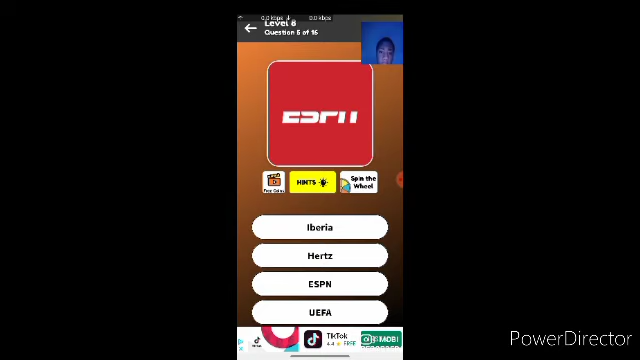 0.0 kbps 0.0 kbps
Level 8
Question 5 of 16
ESPN
Free Coins
HINTS
Spin the
Wheel
Iberia
Hertz
ESPN
UEFA
TikTok
4.4 ★ FREE
MOBI
PowerDirector